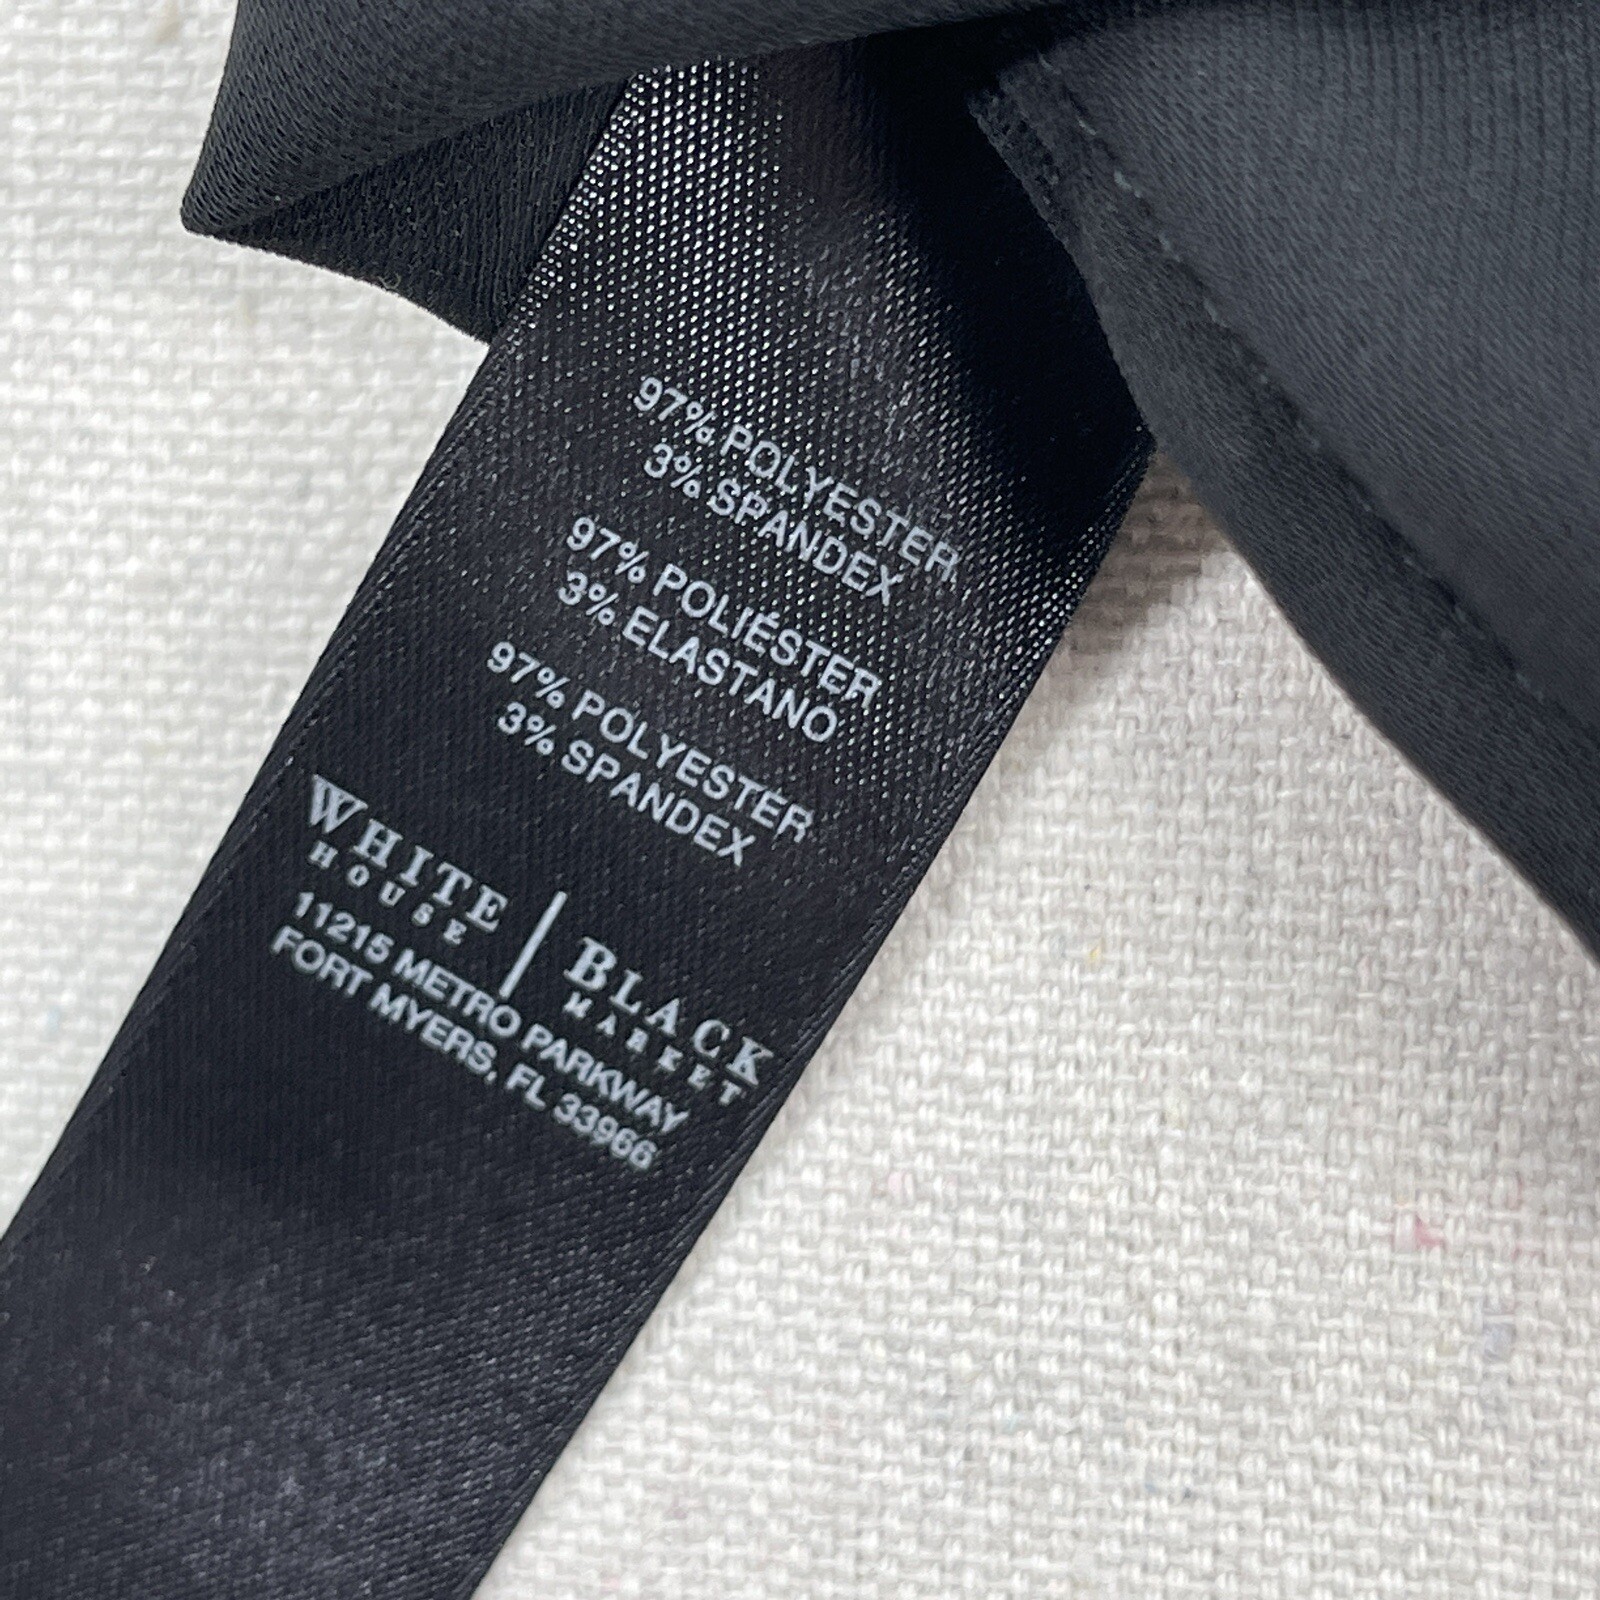 97% POLYESTER
3% SPANDEX
97% POLIÉSTER
3% ELASTANO
97% POLYESTER
3% SPANDEX
WHITE HOUSE | BLACK MARKET
11215 METRO PARKWAY
FORT MYERS, FL 33966